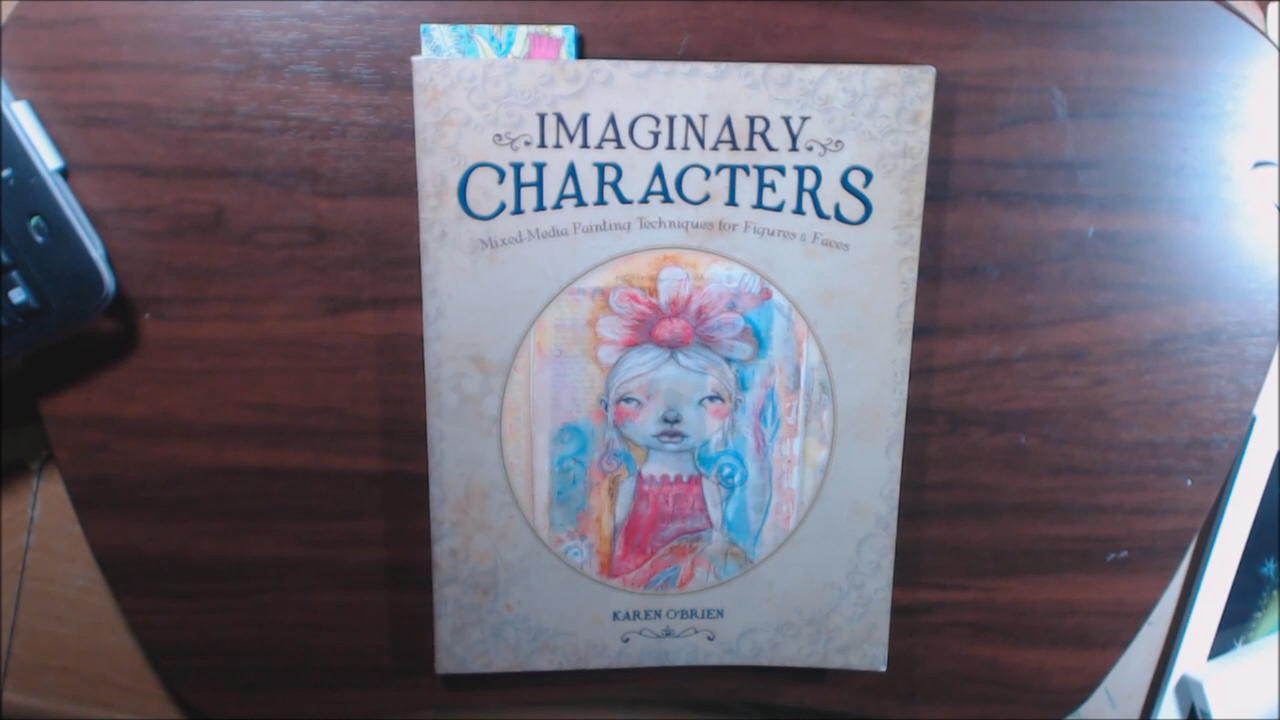 IMAGINARY
CHARACTERS
Mixed-Media Painting Techniques for Figures & Faces
KAREN O'BRIEN